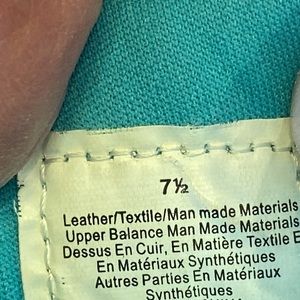 7½
Leather/Textile/Man made Materials
Upper Balance Man Made Materials
Dessus En Cuir, En Matière Textile E
En Matériaux Synthétiques
Autres Parties En Matériaux
Synthétiques